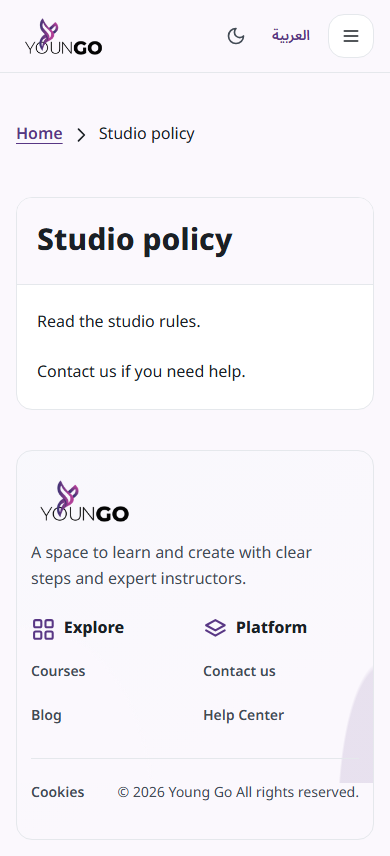 YOUNGO
العربية
Home > Studio policy
Studio policy
Read the studio rules.
Contact us if you need help.
YOUNGO
A space to learn and create with clear
steps and expert instructors.
Explore
Platform
Courses
Contact us
Blog
Help Center
Cookies
© 2026 Young Go All rights reserved.